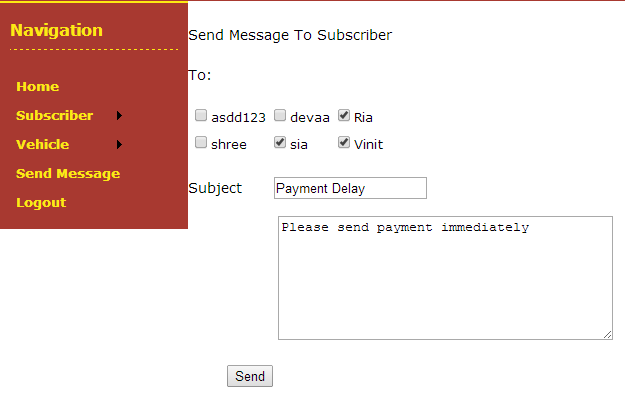 Navigation
Home
Subscriber
Vehicle
Send Message
Logout
Send Message To Subscriber
To:
asdd123 devaa Ria
shree sia Vinit
Subject Payment Delay
Please send payment immediately
Send